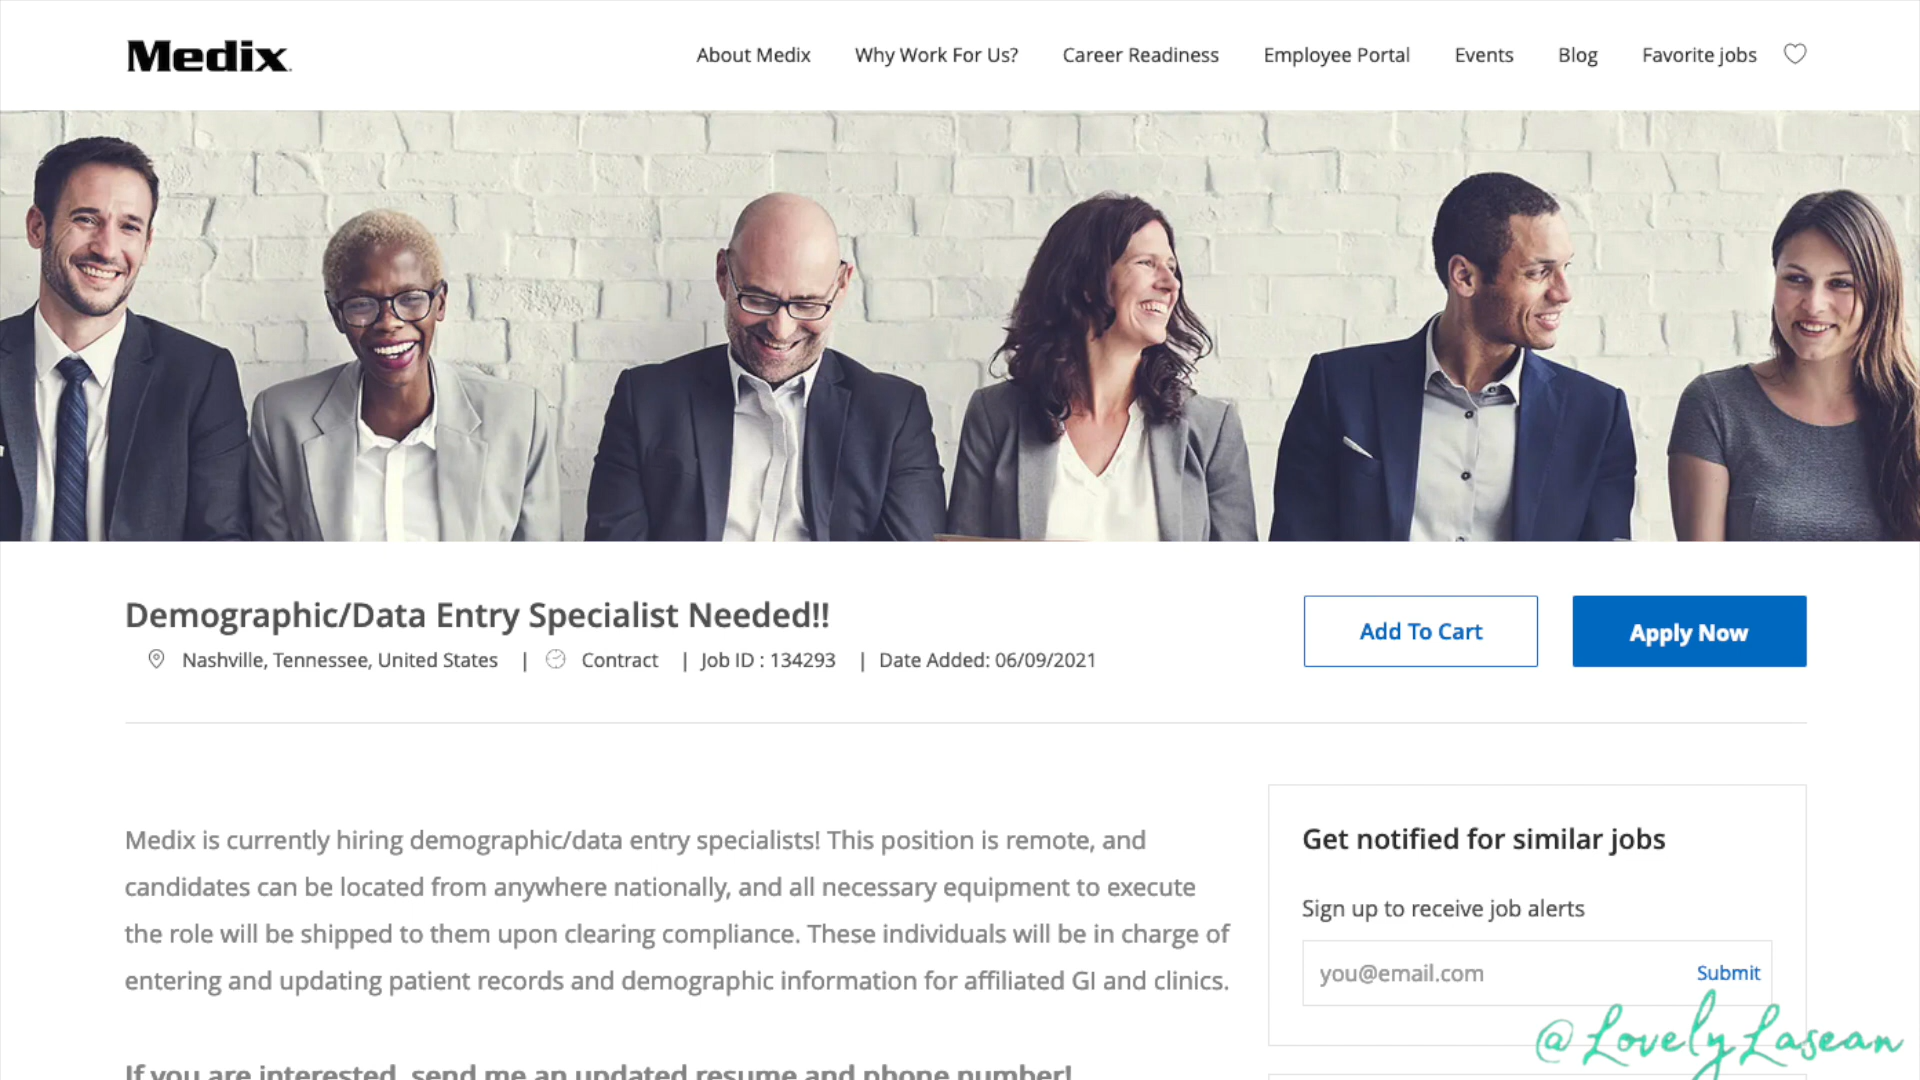 Medix.
About Medix Why Work For Us? Career Readiness Employee Portal Events Blog Favorite jobs
Demographic/Data Entry Specialist Needed!!
Nashville, Tennessee, United States | Contract | Job ID : 134293 | Date Added: 06/09/2021
Add To Cart
Apply Now
Medix is currently hiring demographic/data entry specialists! This position is remote, and
candidates can be located from anywhere nationally, and all necessary equipment to execute
the role will be shipped to them upon clearing compliance. These individuals will be in charge of
entering and updating patient records and demographic information for affiliated GI and clinics.
If you are interested, send me an updated resume and phone number!
Get notified for similar jobs
Sign up to receive job alerts
you@email.com Submit
@LovelyLasean